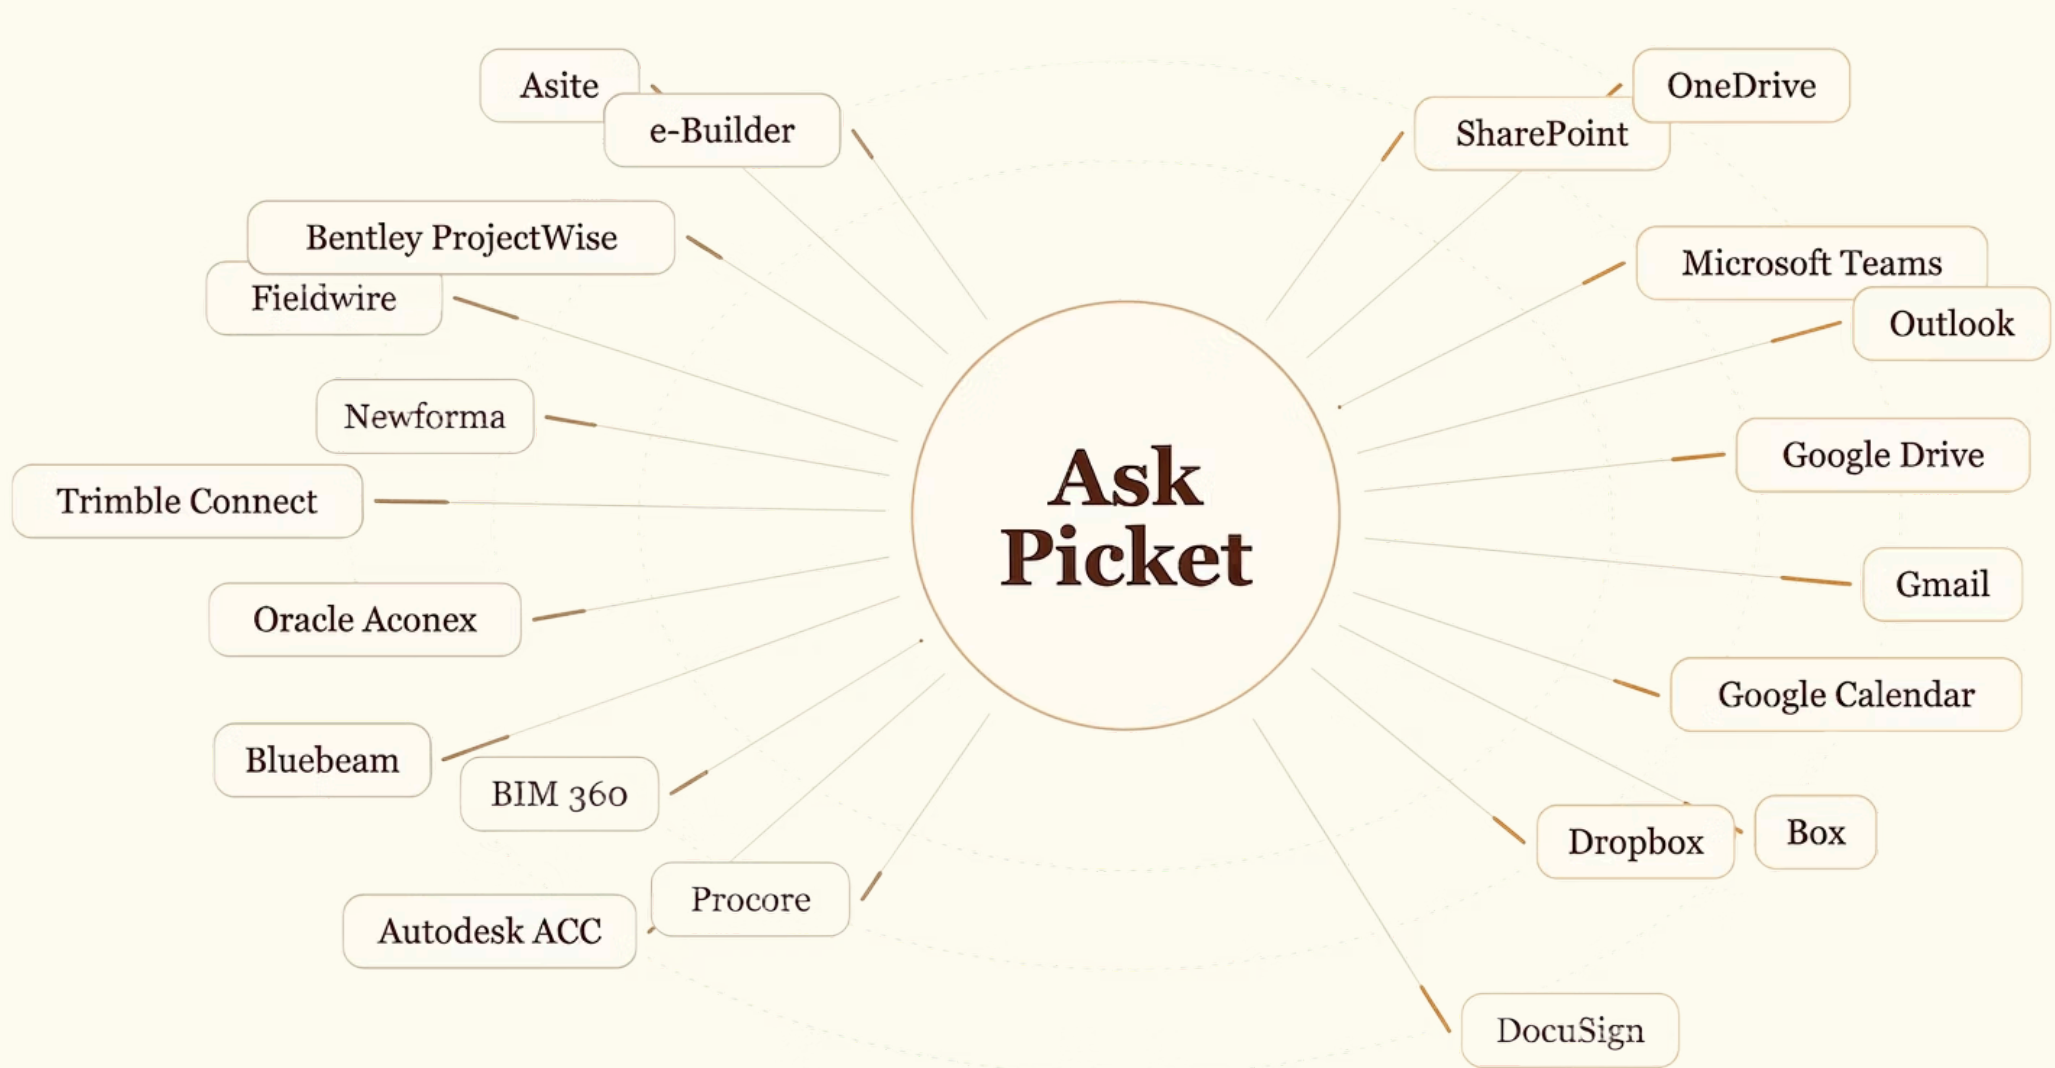 Asite
e-Builder
Bentley ProjectWise
Fieldwire
Newforma
Trimble Connect
Oracle Aconex
Bluebeam
BIM 360
Procore
Autodesk ACC
Ask
Picket
OneDrive
SharePoint
Microsoft Teams
Outlook
Google Drive
Gmail
Google Calendar
Box
Dropbox
DocuSign